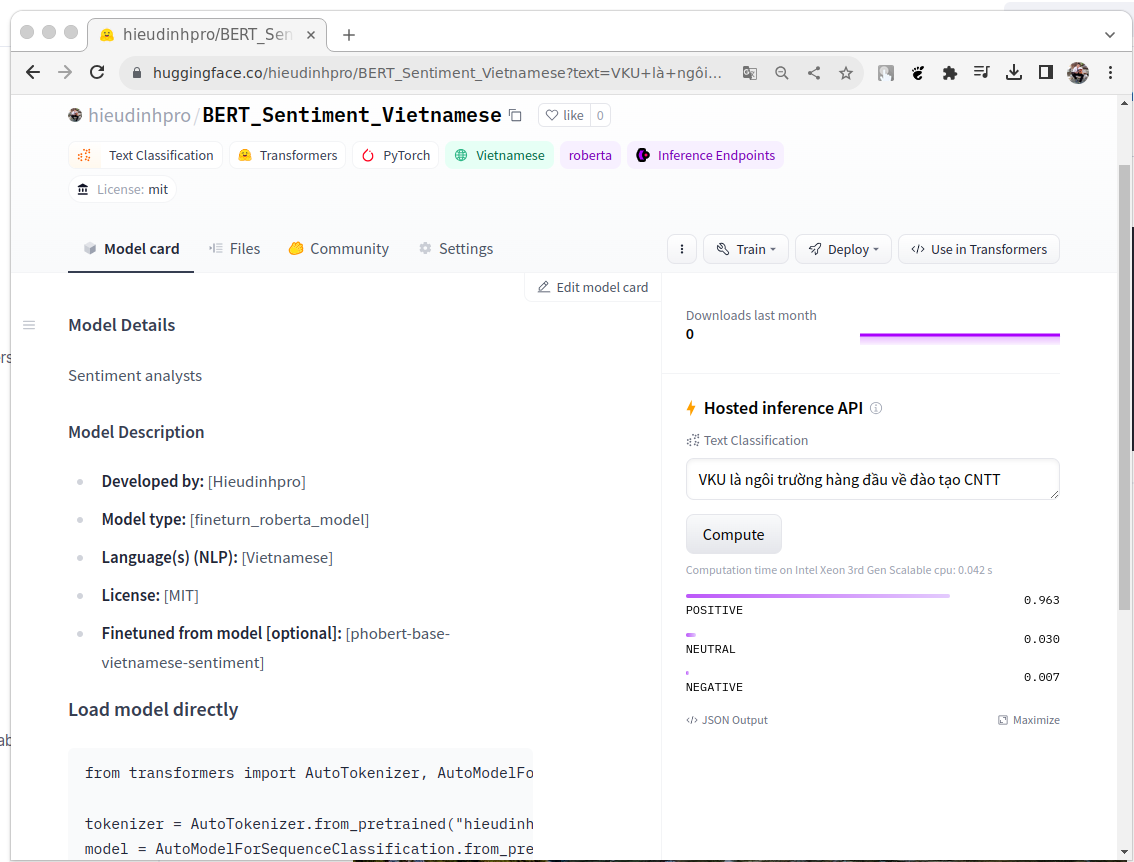 hieudinhpro/BERT_Sen
huggingface.co/hieudinhpro/BERT_Sentiment_Vietnamese?text=VKU+là+ngôi...
hieudinhpro/BERT_Sentiment_Vietnamese
like 0
Text Classification Transformers PyTorch Vietnamese roberta Inference Endpoints
License: mit
Model card Files Community Settings
Train Deploy </> Use in Transformers
Edit model card
Model Details
Sentiment analysts
Model Description
Developed by: [Hieudinhpro]
Model type: [fineturn_roberta_model]
Language(s) (NLP): [Vietnamese]
License: [MIT]
Finetuned from model [optional]: [phobert-base-
vietnamese-sentiment]
Load model directly
from transformers import AutoTokenizer, AutoModelFo
tokenizer = AutoTokenizer.from_pretrained("hieudinh
model = AutoModelForSequenceClassification.from_pre
Downloads last month
0
Hosted inference API
Text Classification
VKU là ngôi trường hàng đầu về đào tạo CNTT
Compute
Computation time on Intel Xeon 3rd Gen Scalable cpu: 0.042 s
POSITIVE 0.963
NEUTRAL 0.030
NEGATIVE 0.007
</> JSON Output Maximize